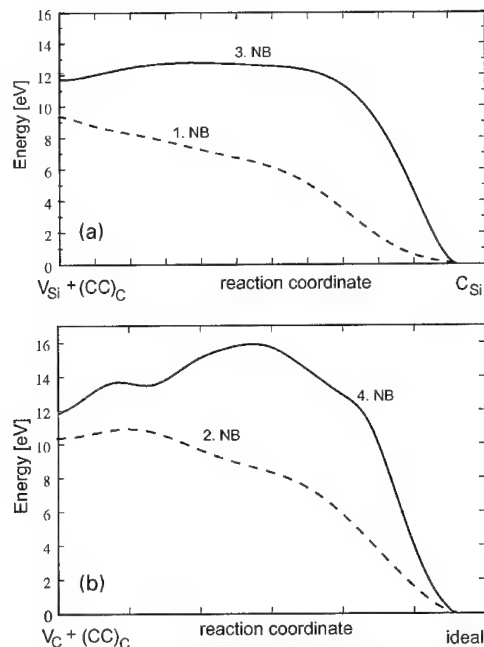 16
14
12
10
8
6
4
2
0
Energy [eV]
3. NB
1. NB
(a)
V_Si + (CC)_C
reaction coordinate
C_Si
16
14
12
10
8
6
4
2
0
Energy [eV]
4. NB
2. NB
(b)
V_C + (CC)_C
reaction coordinate
ideal